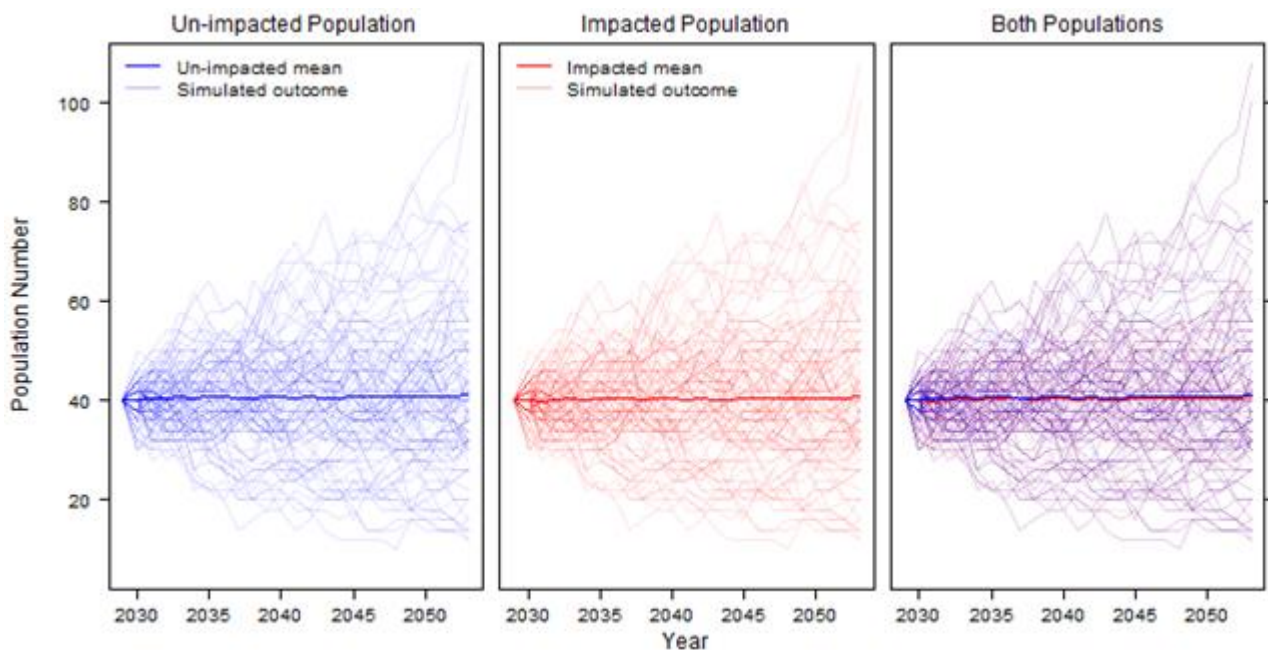 Un-impacted Population
Impacted Population
Both Populations
Un-impacted mean
Simulated outcome
Impacted mean
Simulated outcome
Population Number
100
80
60
40
20
2030 2035 2040 2045 2050
2030 2035 2040 2045 2050
2030 2035 2040 2045 2050
Year